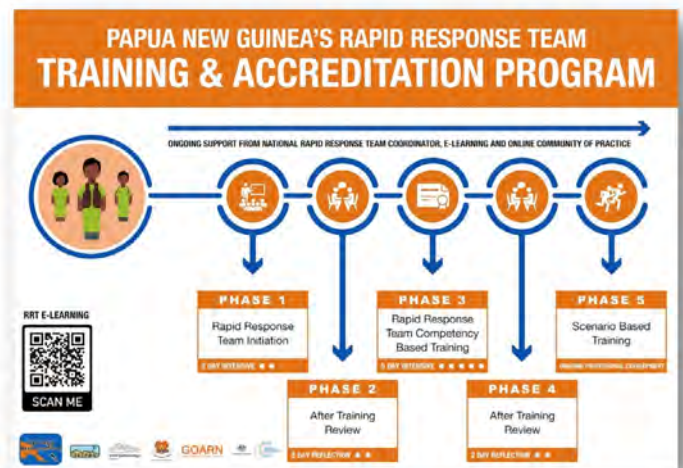 PAPUA NEW GUINEA'S RAPID RESPONSE TEAM
TRAINING & ACCREDITATION PROGRAM
ONGOING SUPPORT FROM NATIONAL RAPID RESPONSE TEAM COORDINATOR, E-LEARNING AND ONLINE COMMUNITY OF PRACTICE
PHASE 1
Rapid Response
Team Initiation
2 DAY INTENSIVE
PHASE 2
After Training
Review
2 DAY REFLECTIVE
PHASE 3
Rapid Response
Team Competency
Based Training
5 DAY INTENSIVE
PHASE 4
After Training
Review
2 DAY REFLECTIVE
PHASE 5
Scenario Based
Training
ONGOING PROFESSIONAL DEVELOPMENT
RRT E-LEARNING
SCAN ME
GOARN